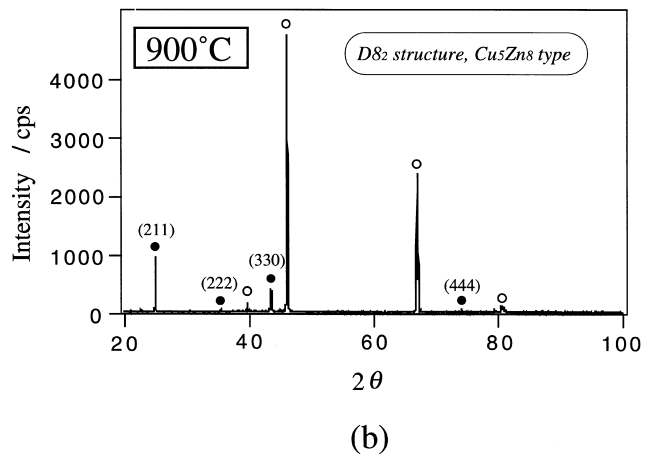 900°C
D8₂ structure, Cu₅Zn₈ type
Intensity / cps
4000
3000
2000
1000
0
(211)
(222)
(330)
(444)
20 40 60 80 100
2θ
(b)